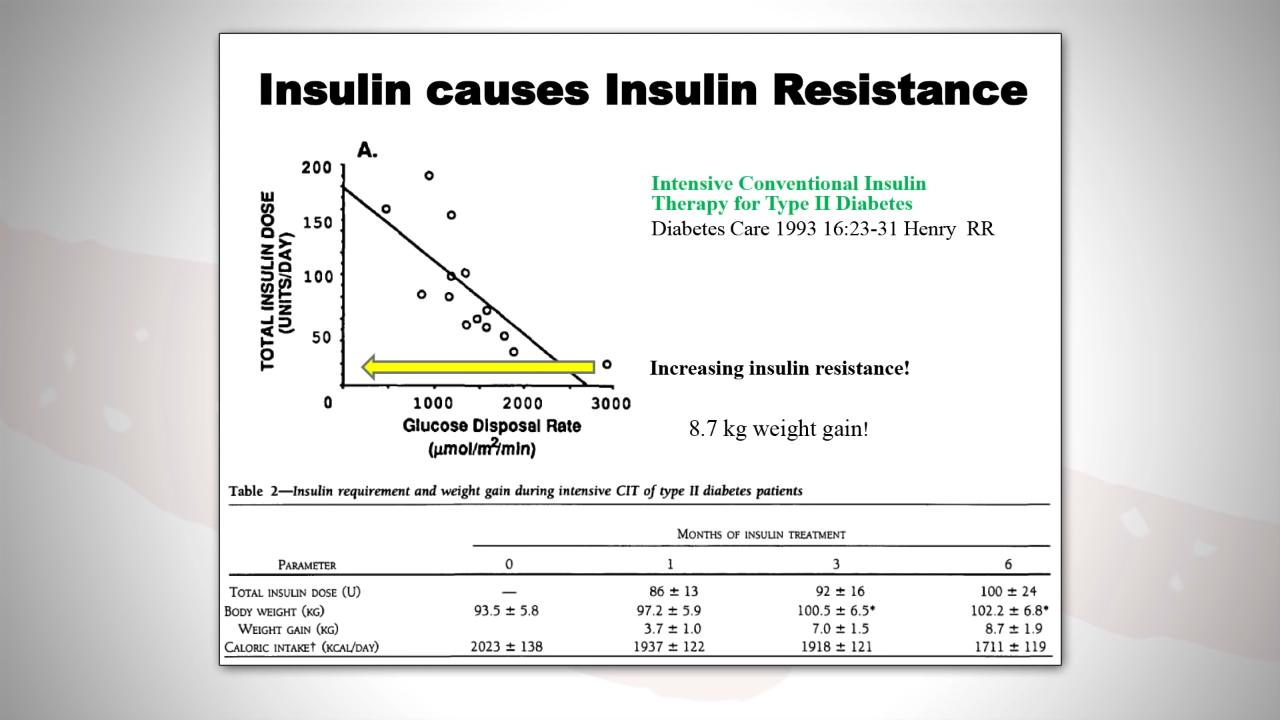 Insulin causes Insulin Resistance
A.
200
150
100
50
0
1000
2000
3000
TOTAL INSULIN DOSE
(UNITS/DAY)
Glucose Disposal Rate
(µmol/m²/min)
Intensive Conventional Insulin
Therapy for Type II Diabetes
Diabetes Care 1993 16:23-31 Henry RR
Increasing insulin resistance!
8.7 kg weight gain!
Table 2—Insulin requirement and weight gain during intensive CIT of type II diabetes patients
MONTHS OF INSULIN TREATMENT
PARAMETER 0 1 3 6
TOTAL INSULIN DOSE (U) — 86 ± 13 92 ± 16 100 ± 24
BODY WEIGHT (KG) 93.5 ± 5.8 97.2 ± 5.9 100.5 ± 6.5* 102.2 ± 6.8*
WEIGHT GAIN (KG) 3.7 ± 1.0 7.0 ± 1.5 8.7 ± 1.9
CALORIC INTAKE† (KCAL/DAY) 2023 ± 138 1937 ± 122 1918 ± 121 1711 ± 119